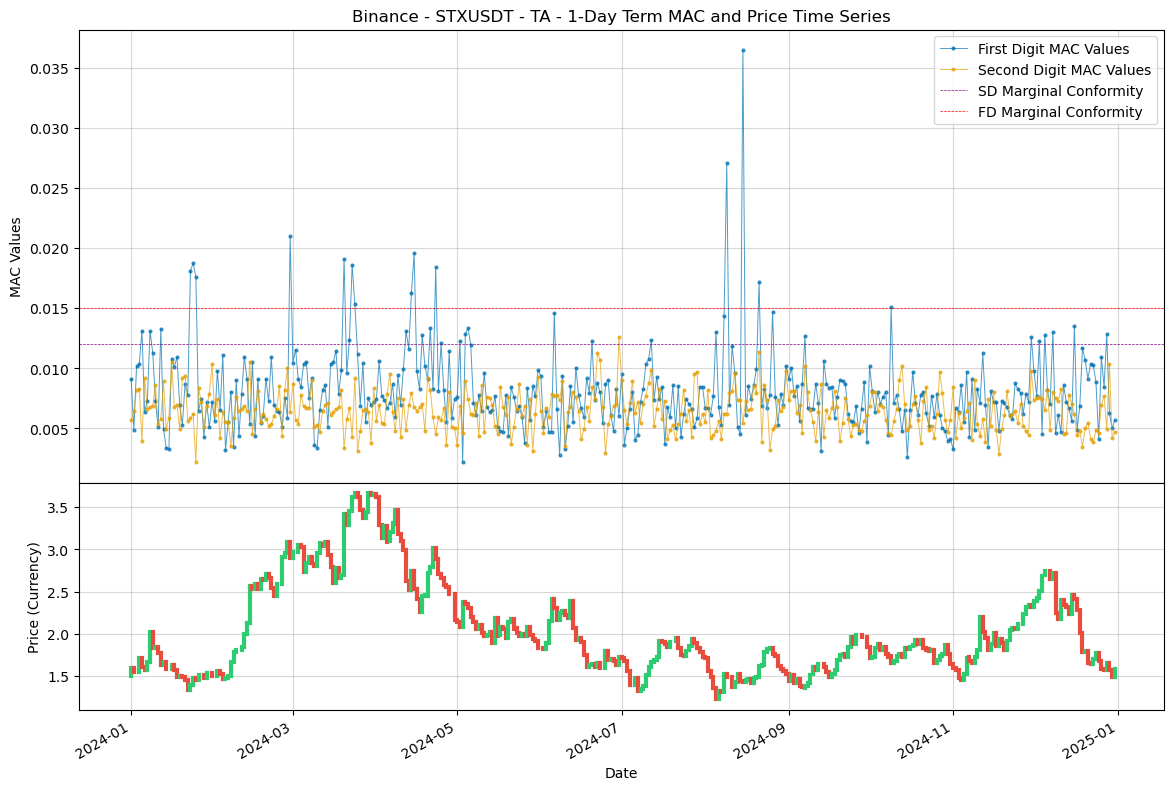 Binance - STXUSDT - TA - 1-Day Term MAC and Price Time Series
MAC Values
0.035
0.030
0.025
0.020
0.015
0.010
0.005
First Digit MAC Values
Second Digit MAC Values
SD Marginal Conformity
FD Marginal Conformity
Price (Currency)
3.5
3.0
2.5
2.0
1.5
2024-01
2024-03
2024-05
2024-07
2024-09
2024-11
2025-01
Date